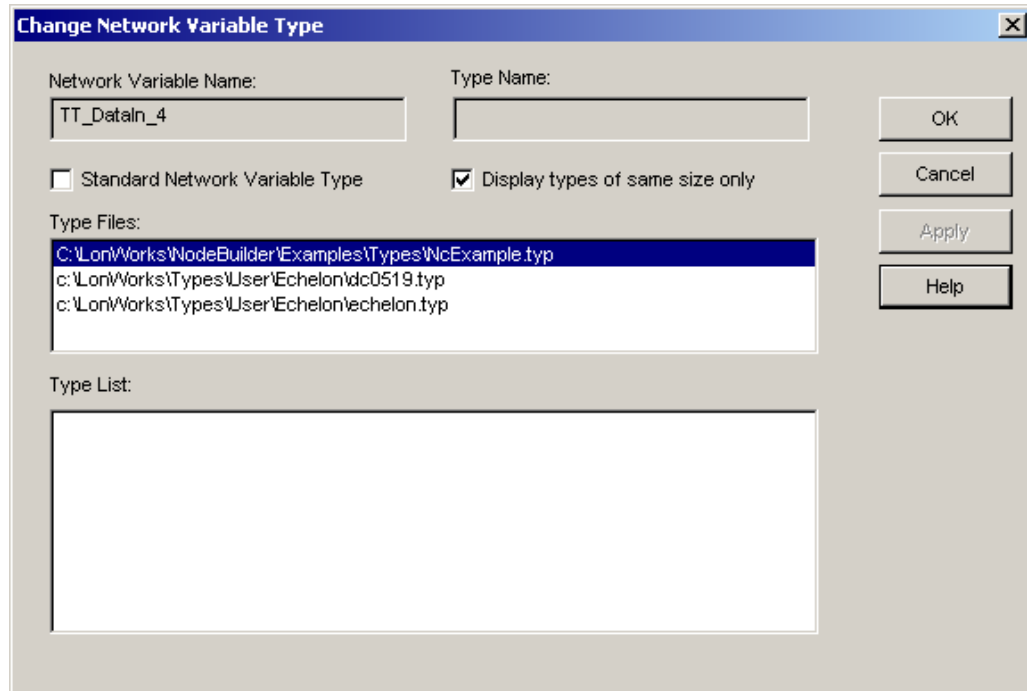 Change Network Variable Type
Network Variable Name:
Type Name:
TT_DataIn_4
OK
Standard Network Variable Type
Display types of same size only
Cancel
Type Files:
Apply
C:\LonWorks\NodeBuilder\Examples\Types\NcExample.typ
c:\LonWorks\Types\User\Echelon\dc0519.typ
Help
c:\LonWorks\Types\User\Echelon\echelon.typ
Type List: